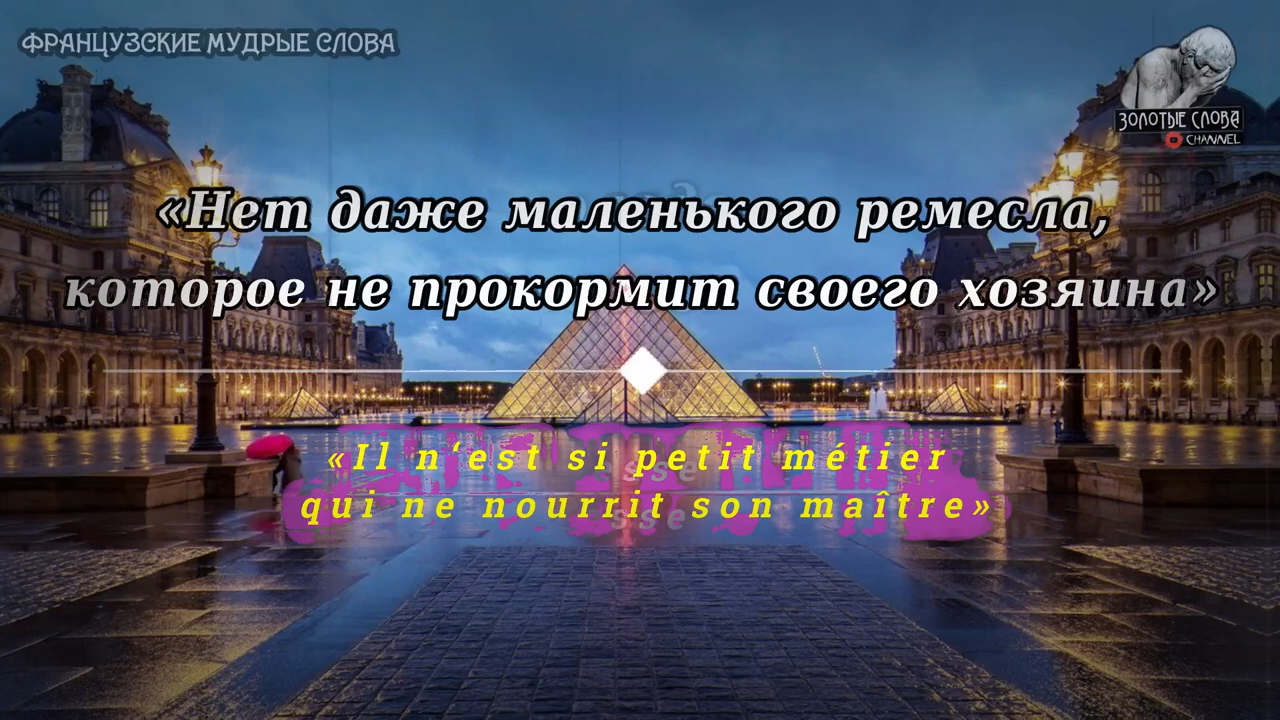 ФРАНЦУЗСКИЕ МУДРЫЕ СЛОВА
ЗОЛОТЫЕ СЛОВА
CHANNEL
«Нет даже маленького ремесла,
которое не прокормит своего хозяина»
«Il n‘est si petit métier
qui ne nourrit son maître»